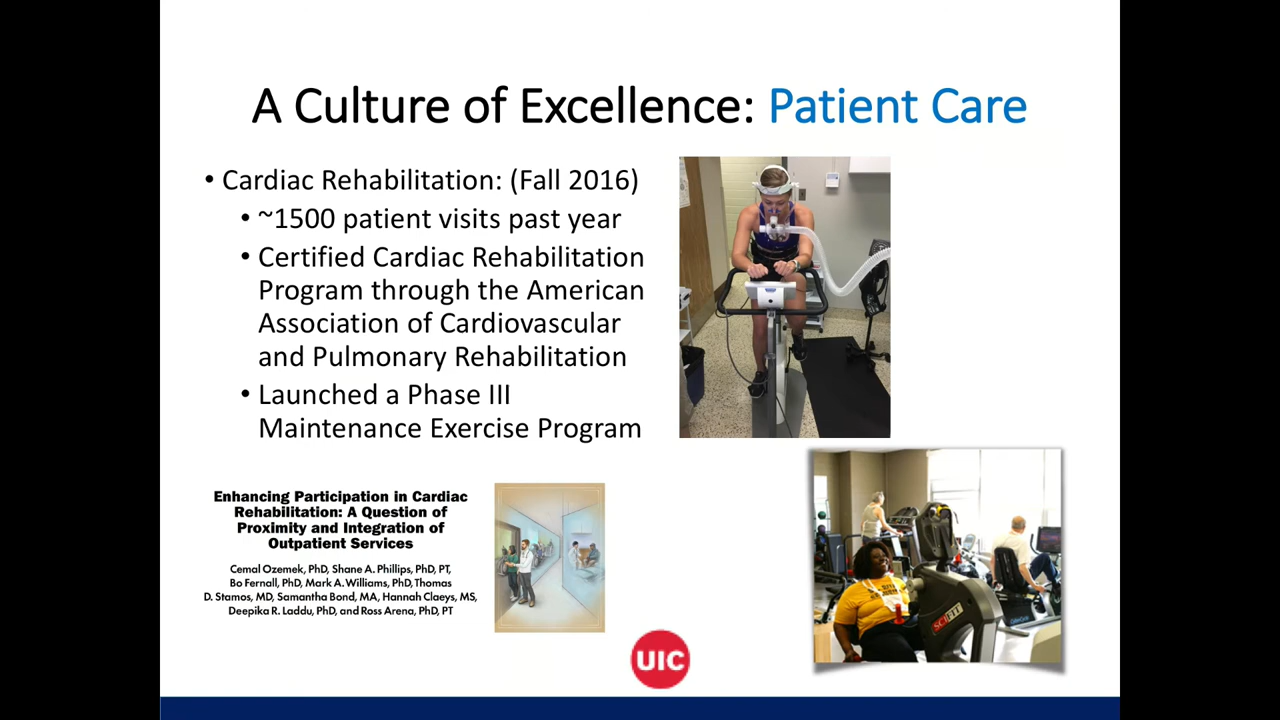 A Culture of Excellence: Patient Care
• Cardiac Rehabilitation: (Fall 2016)
• ~1500 patient visits past year
• Certified Cardiac Rehabilitation
Program through the American
Association of Cardiovascular
and Pulmonary Rehabilitation
• Launched a Phase III
Maintenance Exercise Program
Enhancing Participation in Cardiac
Rehabilitation: A Question of
Proximity and Integration of
Outpatient Services
Cemal Ozemek, PhD, Shane A. Phillips, PhD, PT,
Bo Fernall, PhD, Mark A. Williams, PhD, Thomas
D. Stamos, MD, Samantha Bond, MA, Hannah Claeys, MS,
Deepika R. Laddu, PhD, and Ross Arena, PhD, PT
SCIFIT
UIC